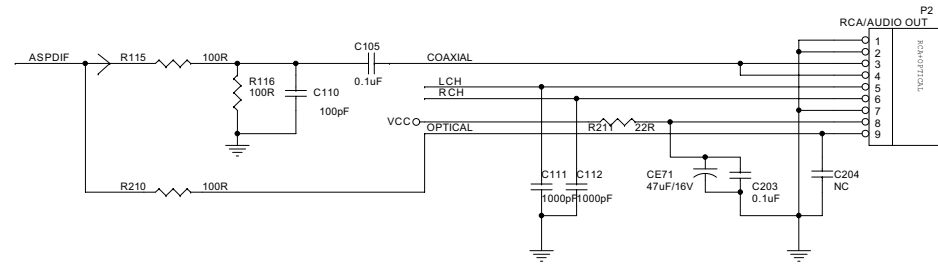 P2
RCA/AUDIO OUT
C105
ASPDIF
R115
100R
COAXIAL
1
2
3
4
5
6
7
8
9
RCA+OPTICAL
R116
100R
C110
100pF
0.1uF
LCH
RCH
VCC
OPTICAL
R211
22R
R210
100R
C111
1000pF
C112
1000pF
CE71
47uF/16V
C203
0.1uF
C204
NC